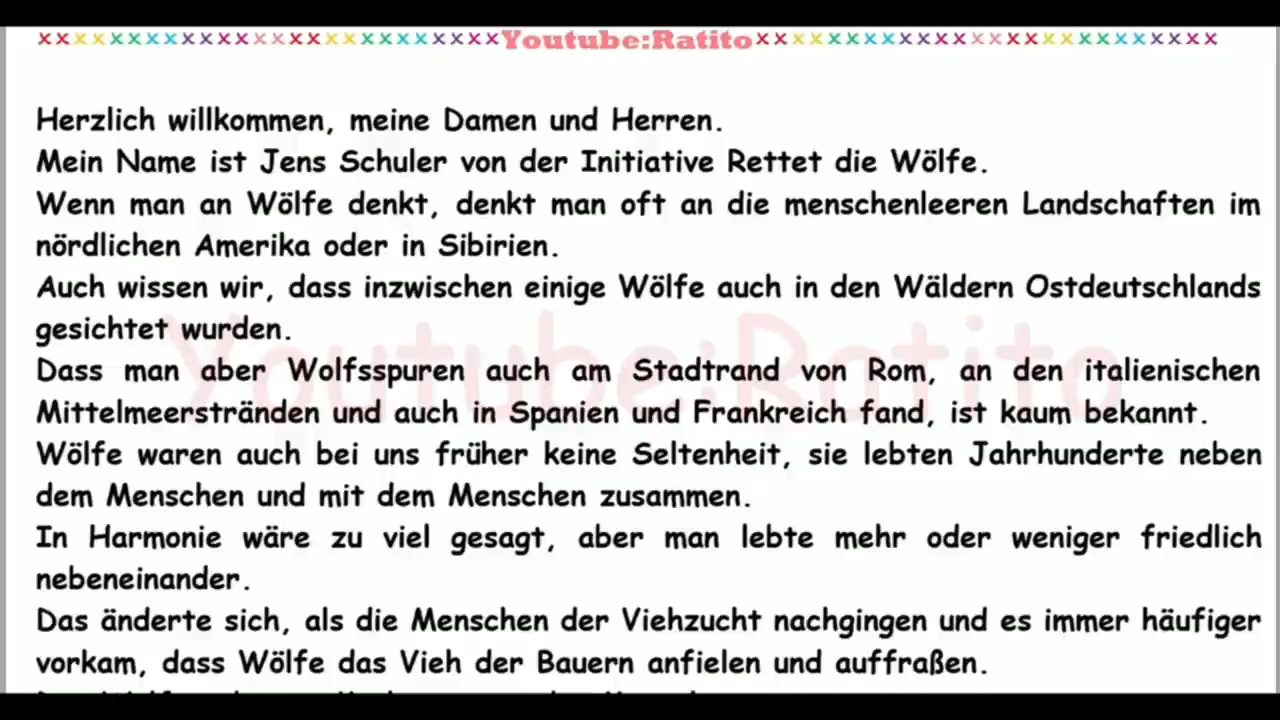 xxxxxxxxxxxxxxxxxxxxxxxxxxYoutube:Ratitoxxxxxxxxxxxxxxxxxxxxxxxxxx
Herzlich willkommen, meine Damen und Herren.
Mein Name ist Jens Schuler von der Initiative Rettet die Wölfe.
Wenn man an Wölfe denkt, denkt man oft an die menschenleeren Landschaften im
nördlichen Amerika oder in Sibirien.
Auch wissen wir, dass inzwischen einige Wölfe auch in den Wäldern Ostdeutschlands
gesichtet wurden.
Youtube:Ratito
Dass man aber Wolfsspuren auch am Stadtrand von Rom, an den italienischen
Mittelmeerstränden und auch in Spanien und Frankreich fand, ist kaum bekannt.
Wölfe waren auch bei uns früher keine Seltenheit, sie lebten Jahrhunderte neben
dem Menschen und mit dem Menschen zusammen.
In Harmonie wäre zu viel gesagt, aber man lebte mehr oder weniger friedlich
nebeneinander.
Das änderte sich, als die Menschen der Viehzucht nachgingen und es immer häufiger
vorkam, dass Wölfe das Vieh der Bauern anfielen und auffraßen.